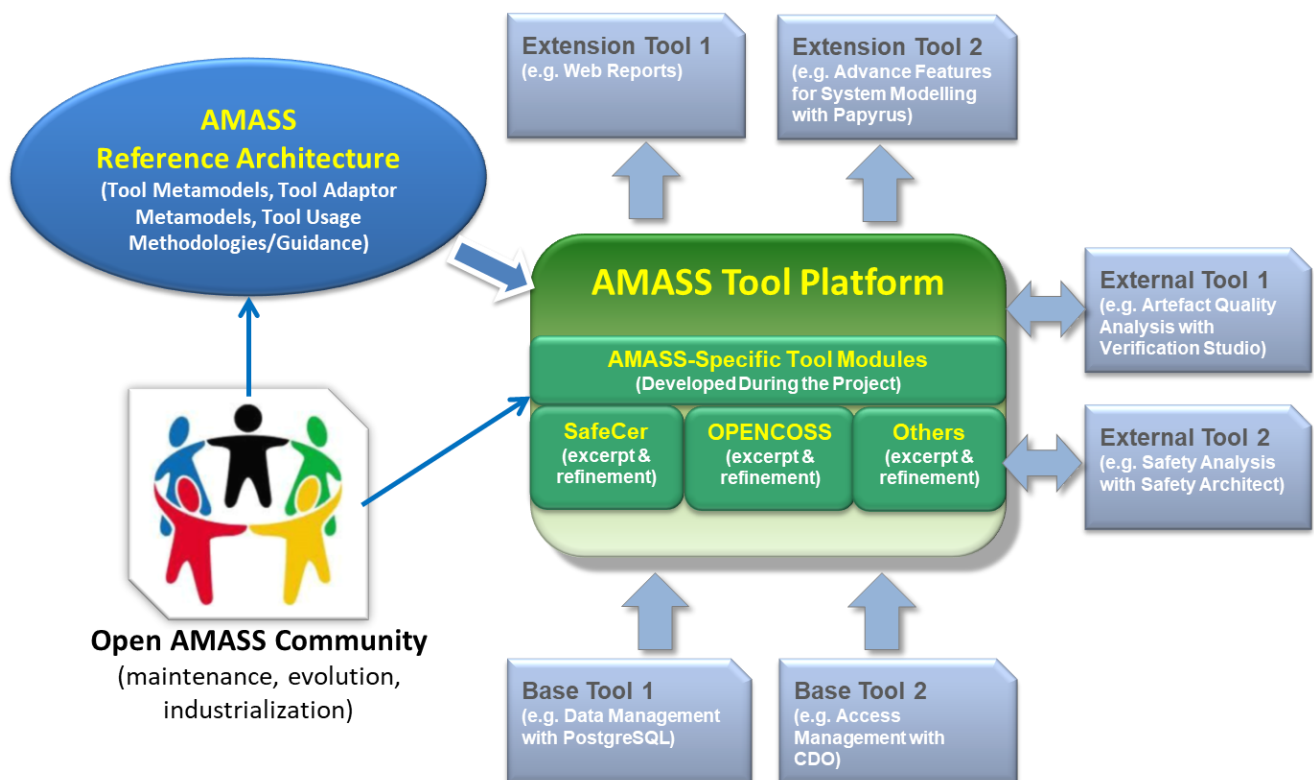 Extension Tool 1
(e.g. Web Reports)
Extension Tool 2
(e.g. Advance Features
for System Modelling
with Papyrus)
AMASS
Reference Architecture
(Tool Metamodels, Tool Adaptor
Metamodels, Tool Usage
Methodologies/Guidance)
AMASS Tool Platform
AMASS-Specific Tool Modules
(Developed During the Project)
SafeCer
(excerpt &
refinement)
OPENCOSS
(excerpt &
refinement)
Others
(excerpt &
refinement)
External Tool 1
(e.g. Artefact Quality
Analysis with
Verification Studio)
External Tool 2
(e.g. Safety Analysis
with Safety Architect)
Open AMASS Community
(maintenance, evolution,
industrialization)
Base Tool 1
(e.g. Data Management
with PostgreSQL)
Base Tool 2
(e.g. Access
Management with
CDO)